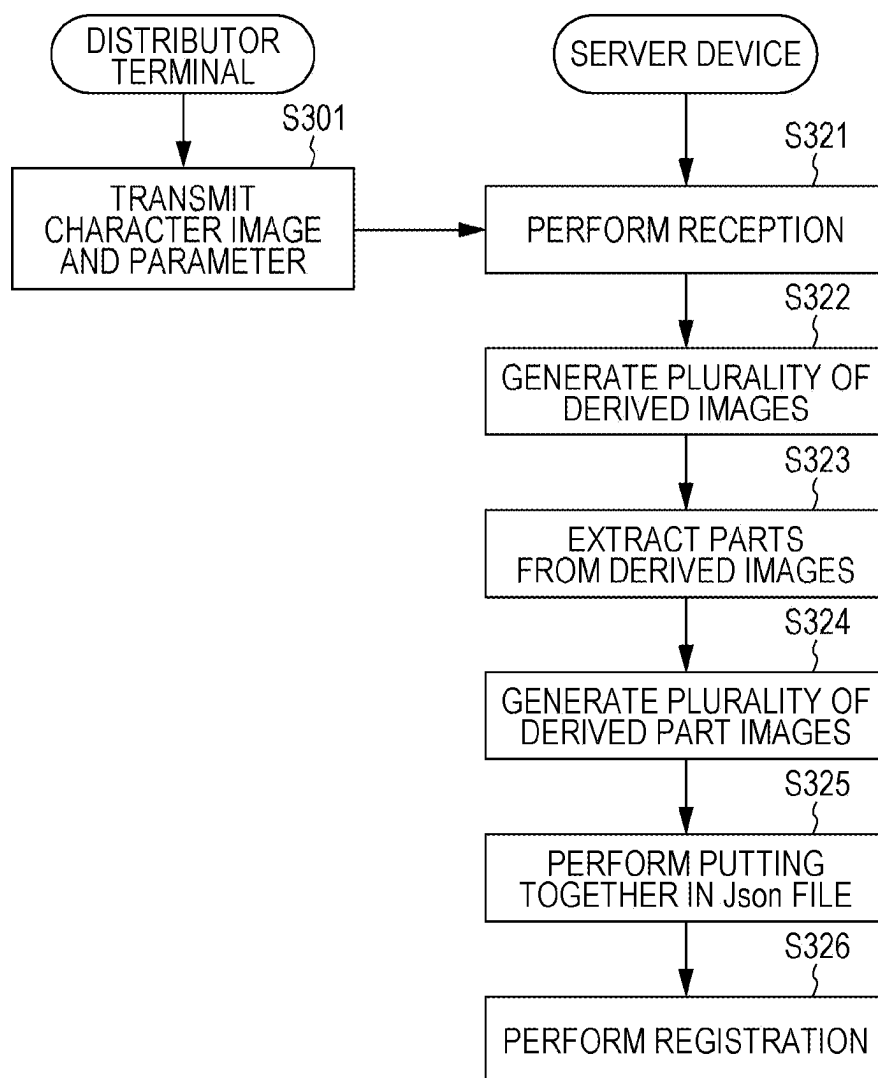 DISTRIBUTOR
TERMINAL
S301
TRANSMIT
CHARACTER IMAGE
AND PARAMETER
SERVER DEVICE
S321
PERFORM RECEPTION
S322
GENERATE PLURALITY OF
DERIVED IMAGES
S323
EXTRACT PARTS
FROM DERIVED IMAGES
S324
GENERATE PLURALITY OF
DERIVED PART IMAGES
S325
PERFORM PUTTING
TOGETHER IN Json FILE
S326
PERFORM REGISTRATION